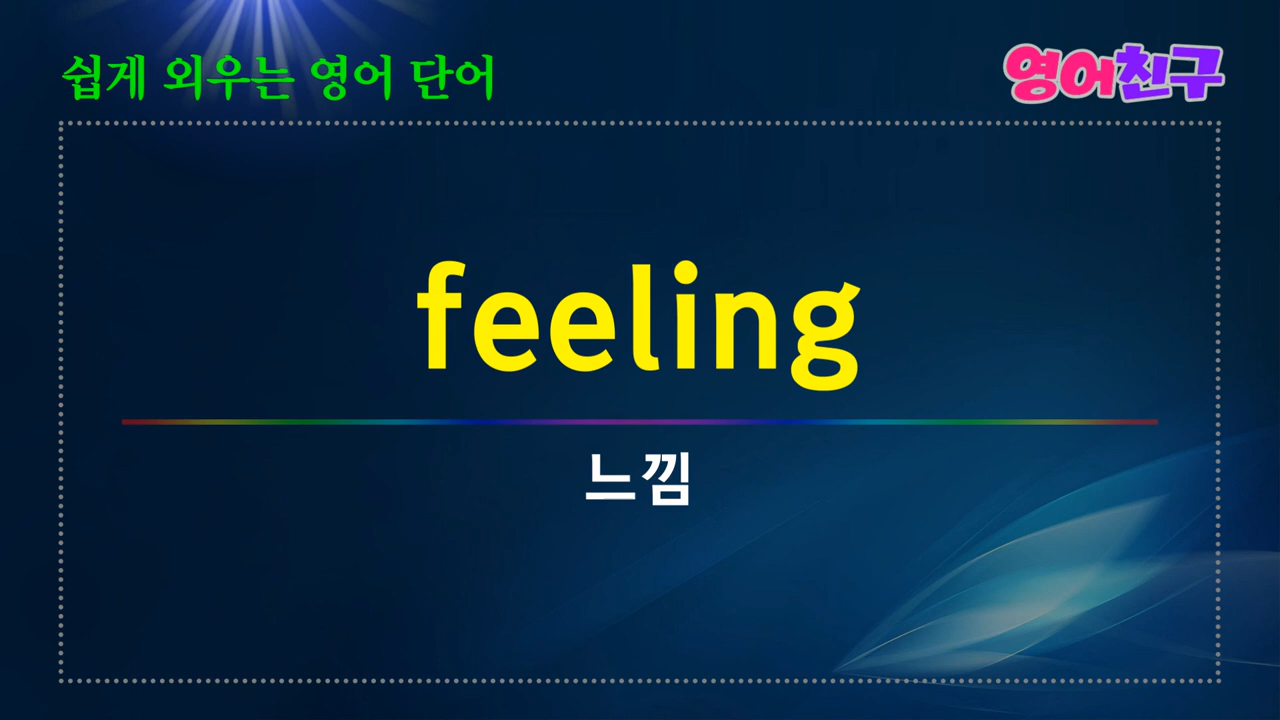 쉽게 외우는 영어 단어
영어친구
feeling
느낌